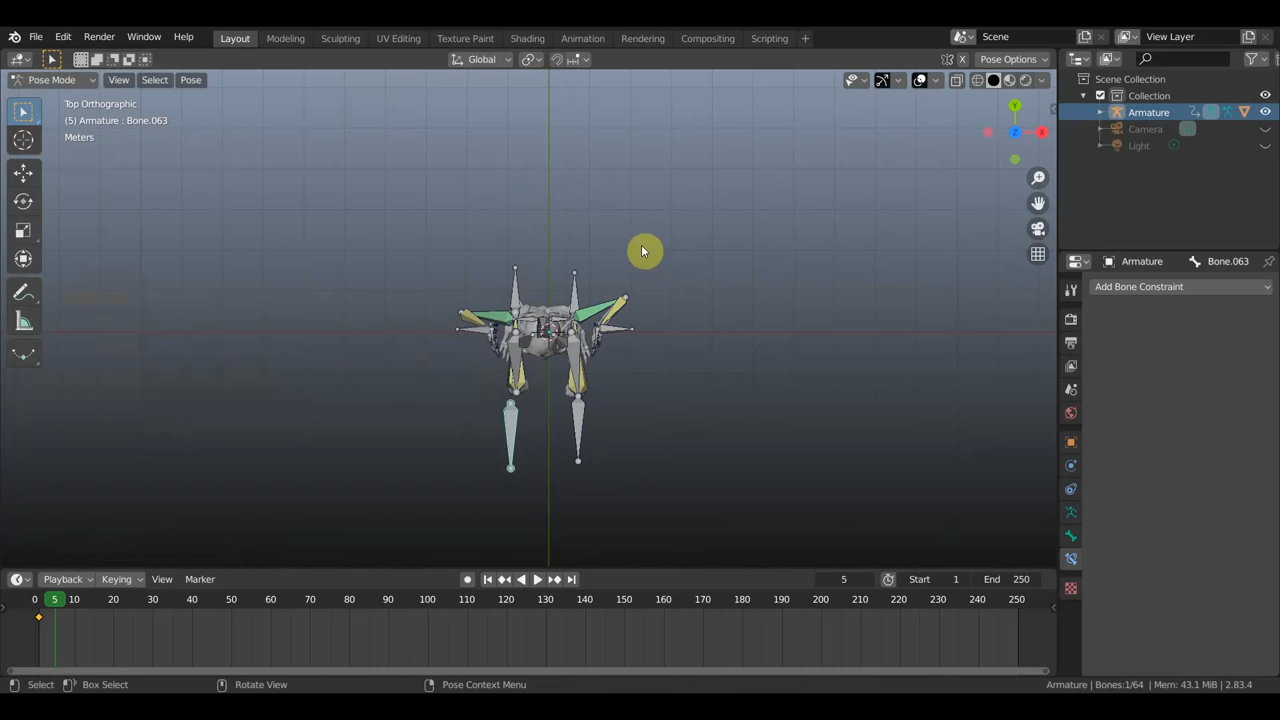 File Edit Render Window Help Layout Modeling Sculpting UV Editing Texture Paint Shading Animation Rendering Compositing Scripting + Scene View Layer
Global Pose Options
Pose Mode View Select Pose Scene Collection
Top Orthographic Collection
(5) Armature : Bone.063 Y Armature
Meters Z X Camera
Light
Armature Bone.063
Add Bone Constraint
Playback Keying View Marker 5 Start 1 End 250
0 5 10 20 30 40 50 60 70 80 90 100 110 120 130 140 150 160 170 180 190 200 210 220 230 240 250
Select Box Select Rotate View Pose Context Menu Armature | Bones:1/64 | Mem: 43.1 MiB | 2.83.4